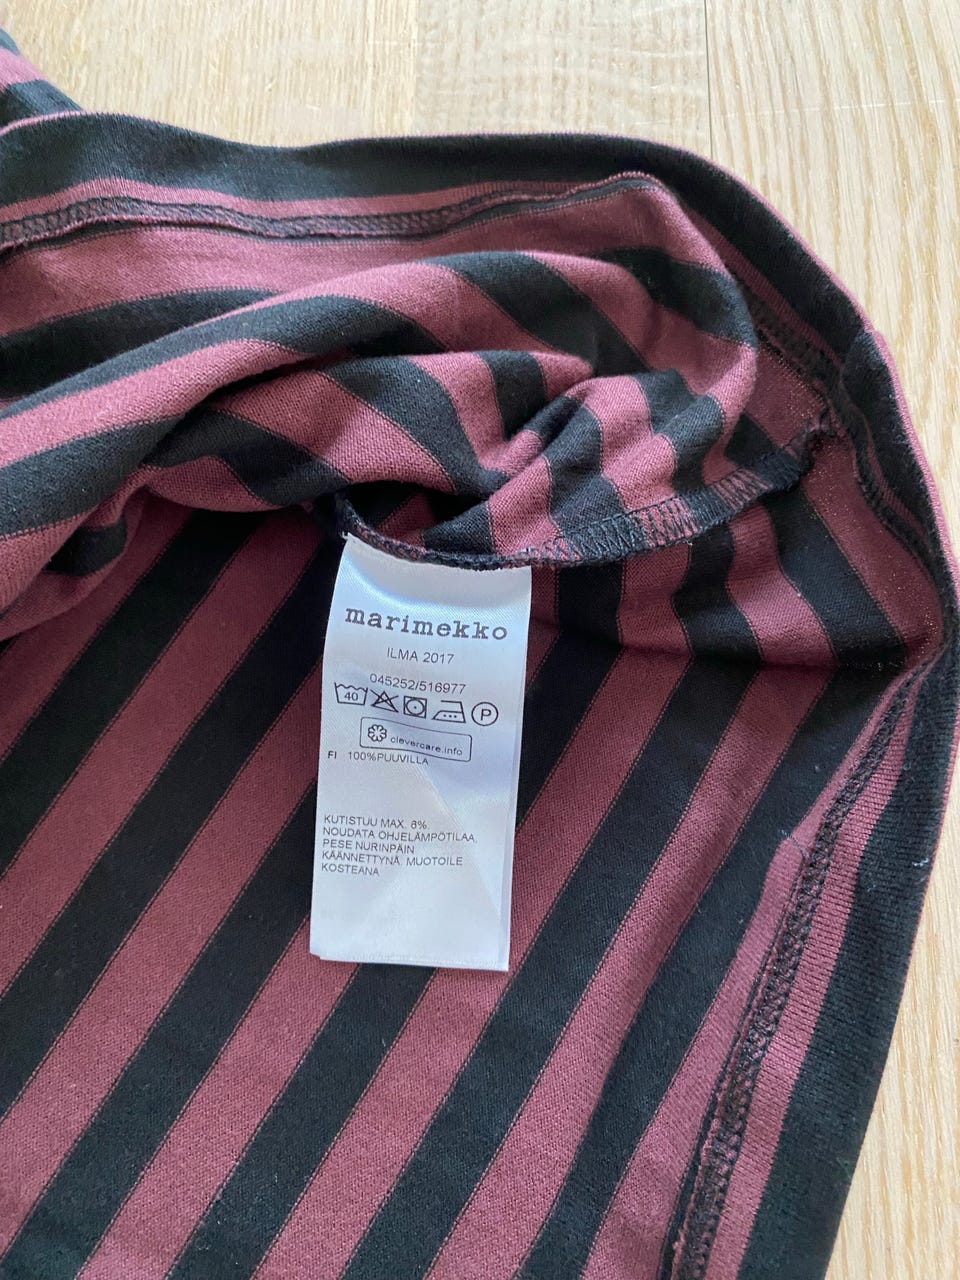 marimekko
ILMA 2017
045252/516977
40 P
clevercare.info
FI 100%PUUVILLA
KUTISTUU MAX. 8%.
NOUDATA OHJELÄMPÖTILAA,
PESE NURINPÄIN
KÄÄNNETTYNÄ, MUOTOILE
KOSTEANA